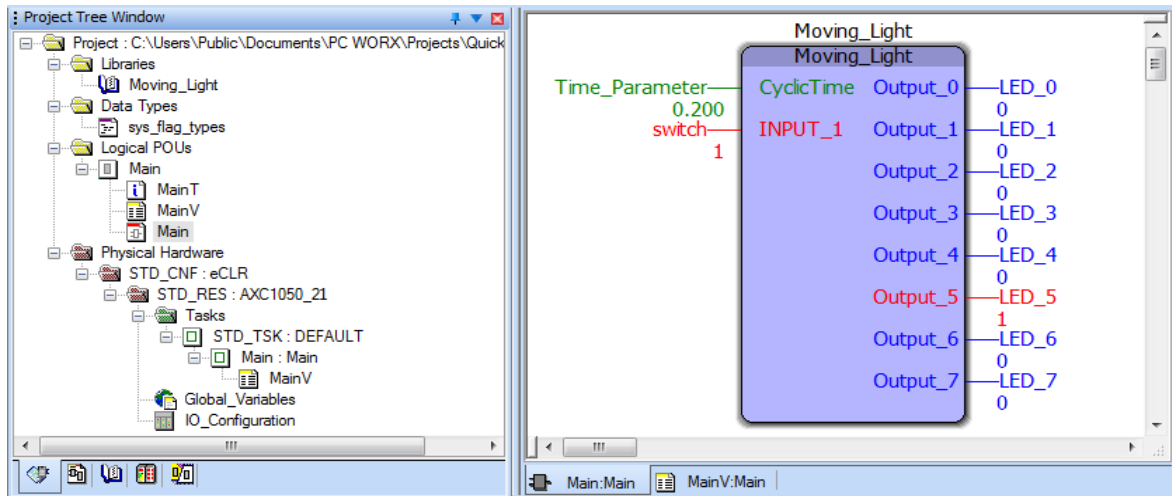 Project Tree Window
Project : C:\Users\Public\Documents\PC WORX\Projects\Quick
Libraries
Moving_Light
Data Types
sys_flag_types
Logical POUs
Main
MainT
MainV
Main
Physical Hardware
STD_CNF : eCLR
STD_RES : AXC1050_21
Tasks
STD_TSK : DEFAULT
Main : Main
MainV
Global_Variables
IO_Configuration
Moving_Light
Moving_Light
Time_Parameter CyclicTime Output_0 LED_0
0.200 0
switch INPUT_1 Output_1 LED_1
1 0
Output_2 LED_2
0
Output_3 LED_3
0
Output_4 LED_4
0
Output_5 LED_5
1
Output_6 LED_6
0
Output_7 LED_7
0
Main:Main MainV:Main